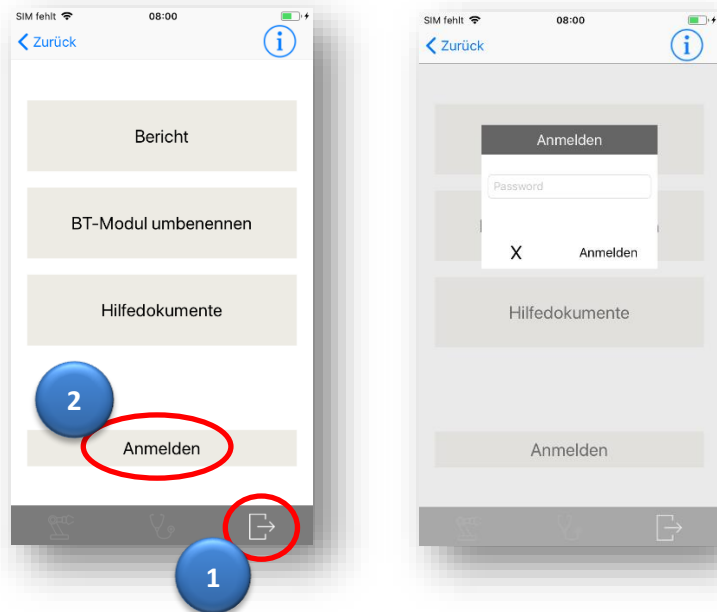 SIM fehlt 08:00
Zurück
i
Bericht
BT-Modul umbenennen
Hilfedokumente
2
Anmelden
1
SIM fehlt 08:00
Zurück
i
Anmelden
Password
X Anmelden
Hilfedokumente
Anmelden